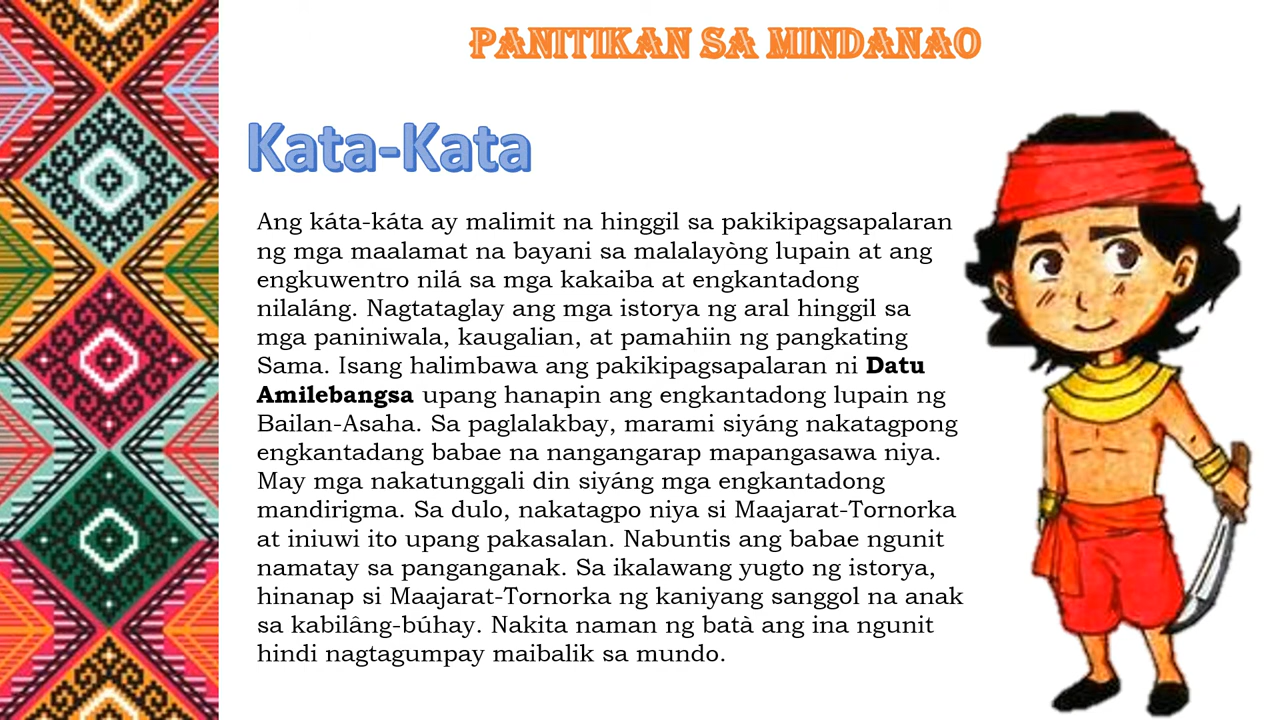 PANITIKAN SA MINDANAO
Kata-Kata
Ang káta-káta ay malimit na hinggil sa pakikipagsapalaran
ng mga maalamat na bayani sa malalayòng lupain at ang
engkuwentro nilá sa mga kakaiba at engkantadong
nilaláng. Nagtataglay ang mga istorya ng aral hinggil sa
mga paniniwala, kaugalian, at pamahiin ng pangkating
Sama. Isang halimbawa ang pakikipagsapalaran ni Datu
Amilebangsa upang hanapin ang engkantadong lupain ng
Bailan-Asaha. Sa paglalakbay, marami siyáng nakatagpong
engkantadang babae na nangangarap mapangasawa niya.
May mga nakatunggali din siyáng mga engkantadong
mandirigma. Sa dulo, nakatagpo niya si Maajarat-Tornorka
at iniuwi ito upang pakasalan. Nabuntis ang babae ngunit
namatay sa panganganak. Sa ikalawang yugto ng istorya,
hinanap si Maajarat-Tornorka ng kaniyang sanggol na anak
sa kabilâng-búhay. Nakita naman ng batà ang ina ngunit
hindi nagtagumpay maibalik sa mundo.